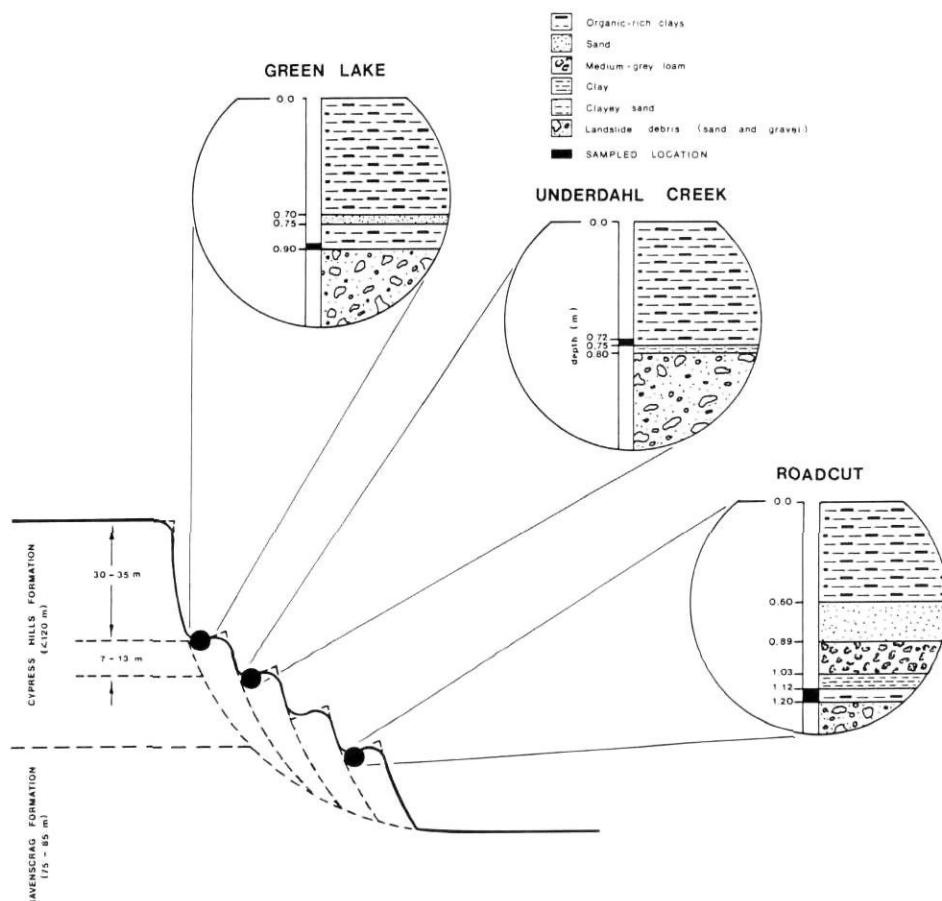 Organic-rich clays
Sand
Medium-grey loam
Clay
Clayey sand
Landslide debris (sand and gravel)
SAMPLED LOCATION
GREEN LAKE
0.0
0.70
0.75
0.90
UNDERDAHL CREEK
0.0
depth (m)
0.72
0.75
0.80
ROADCUT
0.0
0.60
0.89
1.03
1.12
1.20
CYPRESS HILLS FORMATION
(<120 m)
30-35 m
7-13 m
AVENSCRAG FORMATION
(75-85 m)